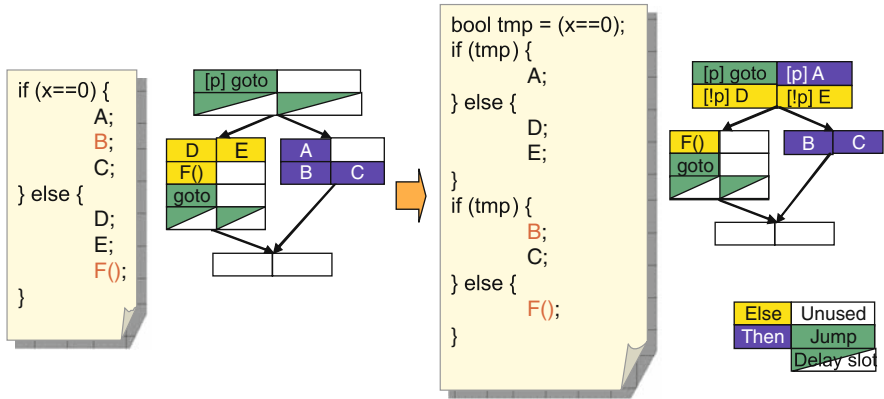 if (x==0) {
A;
B;
C;
} else {
D;
E;
F();
}
[p] goto
D E
F()
goto
A
B C
bool tmp = (x==0);
if (tmp) {
A;
} else {
D;
E;
}
if (tmp) {
B;
C;
} else {
F();
}
[p] goto [p] A
[!p] D [!p] E
F()
goto
B C
Else Unused
Then Jump
Delay slot